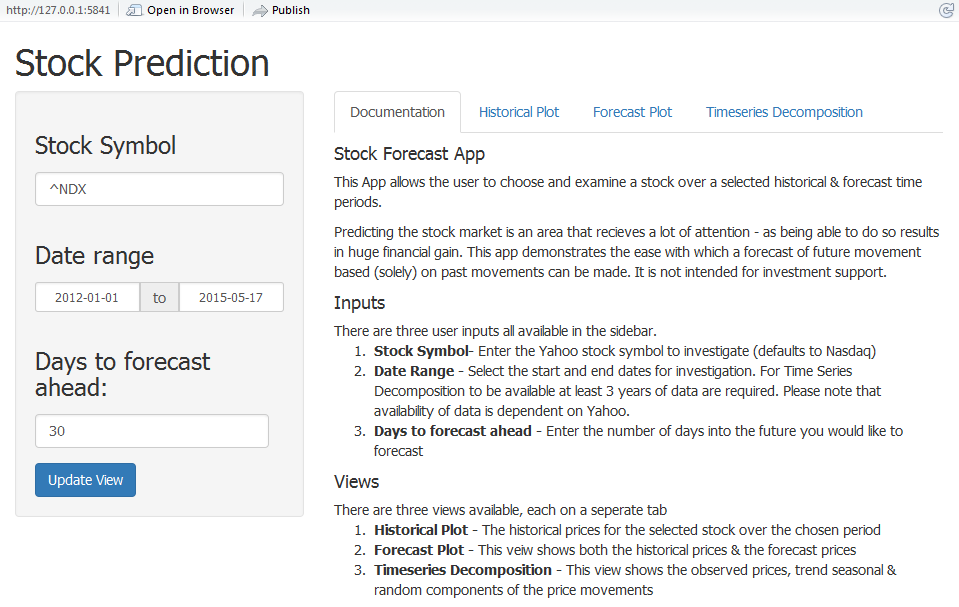 http://127.0.0.1:5841 Open in Browser Publish
Stock Prediction
Stock Symbol
^NDX
Date range
2012-01-01 to 2015-05-17
Days to forecast
ahead:
30
Update View
Documentation Historical Plot Forecast Plot Timeseries Decomposition
Stock Forecast App
This App allows the user to choose and examine a stock over a selected historical & forecast time
periods.
Predicting the stock market is an area that recieves a lot of attention - as being able to do so results
in huge financial gain. This app demonstrates the ease with which a forecast of future movement
based (solely) on past movements can be made. It is not intended for investment support.
Inputs
There are three user inputs all available in the sidebar.
1. Stock Symbol- Enter the Yahoo stock symbol to investigate (defaults to Nasdaq)
2. Date Range - Select the start and end dates for investigation. For Time Series
Decomposition to be available at least 3 years of data are required. Please note that
availability of data is dependent on Yahoo.
3. Days to forecast ahead - Enter the number of days into the future you would like to
forecast
Views
There are three views available, each on a seperate tab
1. Historical Plot - The historical prices for the selected stock over the chosen period
2. Forecast Plot - This veiw shows both the historical prices & the forecast prices
3. Timeseries Decomposition - This view shows the observed prices, trend seasonal &
random components of the price movements